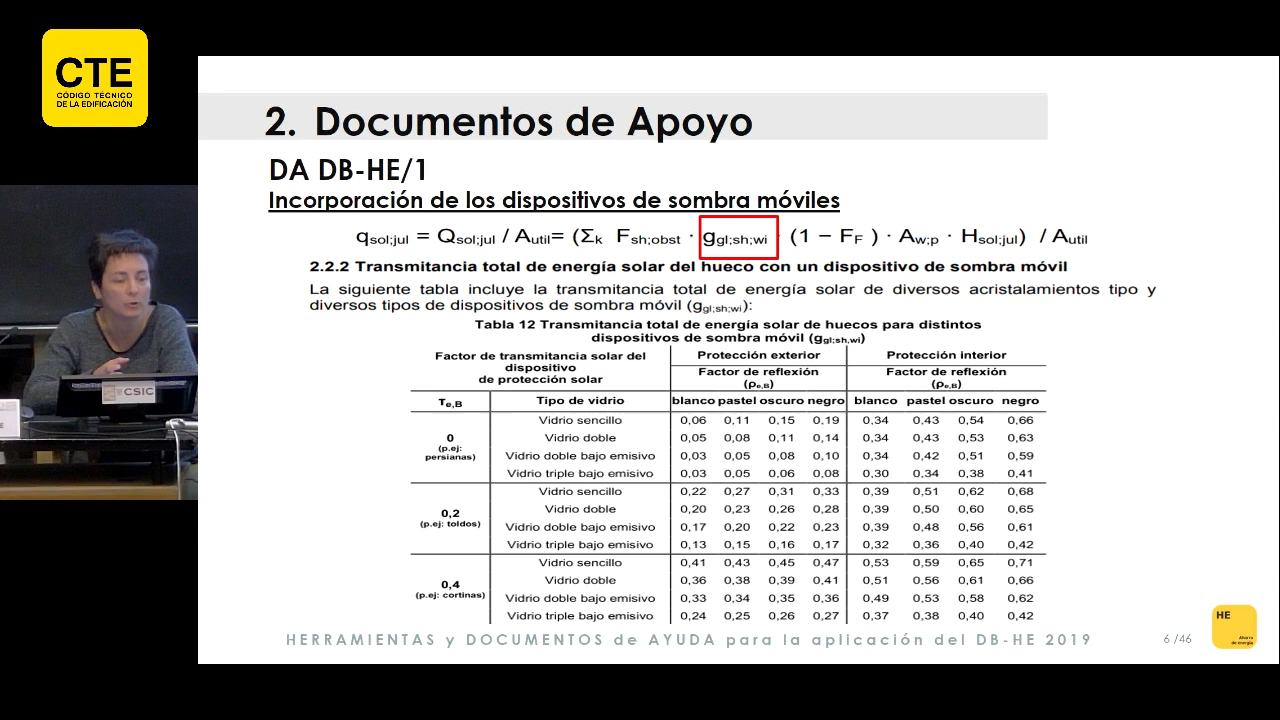 CTE
CÓDIGO TÉCNICO
DE LA EDIFICACIÓN
2. Documentos de Apoyo
DA DB-HE/1
Incorporación de los dispositivos de sombra móviles
qsol;jul = Qsol;jul / Autil= (Σk Fsh;obst · ggl;sh;wi · (1 − FF ) · Aw;p · Hsol;jul) / Autil
2.2.2 Transmitancia total de energía solar del hueco con un dispositivo de sombra móvil
La siguiente tabla incluye la transmitancia total de energía solar de diversos acristalamientos tipo y
diversos tipos de dispositivos de sombra móvil (ggl;sh;wi):
Tabla 12 Transmitancia total de energía solar de huecos para distintos
dispositivos de sombra móvil (ggl;sh,wi)
Factor de transmitancia solar del
dispositivo
de protección solar
Protección exterior
Protección interior
Factor de reflexión
(ρe,B)
Factor de reflexión
(ρe,B)
τe,B Tipo de vidrio blanco pastel oscuro negro blanco pastel oscuro negro
0
(p.ej:
persianas)
Vidrio sencillo 0,06 0,11 0,15 0,19 0,34 0,43 0,54 0,66
Vidrio doble 0,05 0,08 0,11 0,14 0,34 0,43 0,53 0,63
Vidrio doble bajo emisivo 0,03 0,05 0,08 0,10 0,34 0,42 0,51 0,59
Vidrio triple bajo emisivo 0,03 0,05 0,06 0,08 0,30 0,34 0,38 0,41
0,2
(p.ej: toldos)
Vidrio sencillo 0,22 0,27 0,31 0,33 0,39 0,51 0,62 0,68
Vidrio doble 0,20 0,23 0,26 0,28 0,39 0,50 0,60 0,65
Vidrio doble bajo emisivo 0,17 0,20 0,22 0,23 0,39 0,48 0,56 0,61
Vidrio triple bajo emisivo 0,13 0,15 0,16 0,17 0,32 0,36 0,40 0,42
0,4
(p.ej: cortinas)
Vidrio sencillo 0,41 0,43 0,45 0,47 0,53 0,59 0,65 0,71
Vidrio doble 0,36 0,38 0,39 0,41 0,51 0,56 0,61 0,66
Vidrio doble bajo emisivo 0,33 0,34 0,35 0,36 0,49 0,53 0,58 0,62
Vidrio triple bajo emisivo 0,24 0,25 0,26 0,27 0,37 0,38 0,40 0,42
HERRAMIENTAS y DOCUMENTOS de AYUDA para la aplicación del DB-HE 2019
6 /46
HE
Ahorro
de energía
CSIC